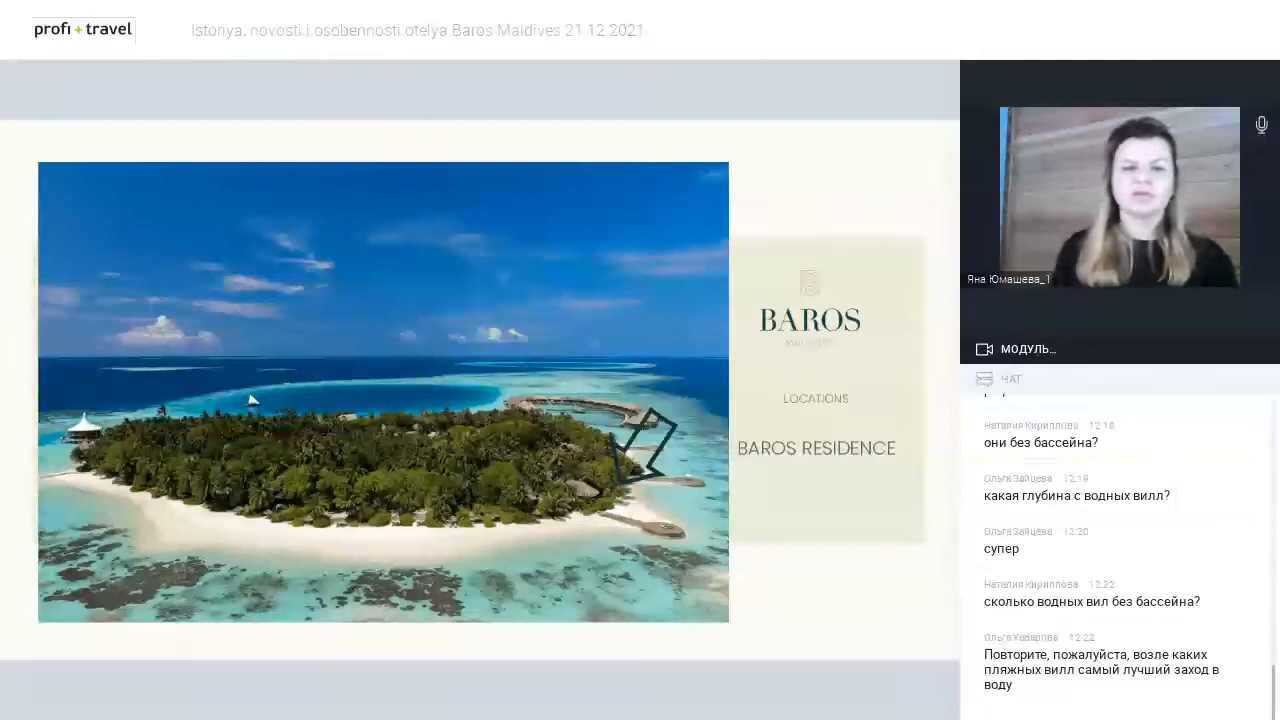 profi + travel
Istoriya, novosti i osobennosti otelya Baros Maldives 21.12.2021
BAROS
MALDIVES
LOCATIONS
BAROS RESIDENCE
Яна Юмашева_1
МОДУЛЬ...
ЧАТ
Наталия Кириллова 12:18
они без бассейна?
Ольга Зайцева 12:19
какая глубина с водных вилл?
Ольга Зайцева 12:20
супер
Наталия Кириллова 12:22
сколько водных вил без бассейна?
Ольга 12:22
Повторите, пожалуйста, возле каких
пляжных вилл самый лучший заход в
воду